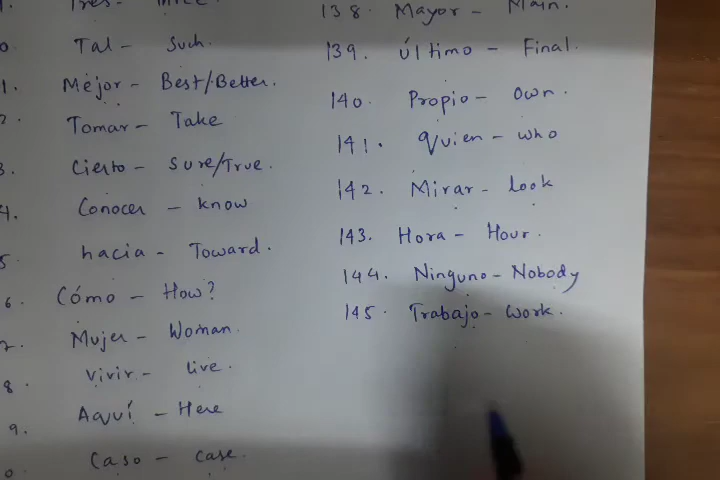 Tal - Such.
Mejor - Best/Better.
Tomar - Take
Cierto - Sure/True.
Conocer - know
hacia - Toward.
Cómo - How?
Mujer - Woman.
Vivir - live.
9. Aquí - Here
Caso - case.
138. Mayor - Main.
139. Último - Final.
140. Propio - own.
141. Quien - who
142. Mirar - look
143. Hora - Hour.
144. Ninguno - Nobody
145. Trabajo - work.